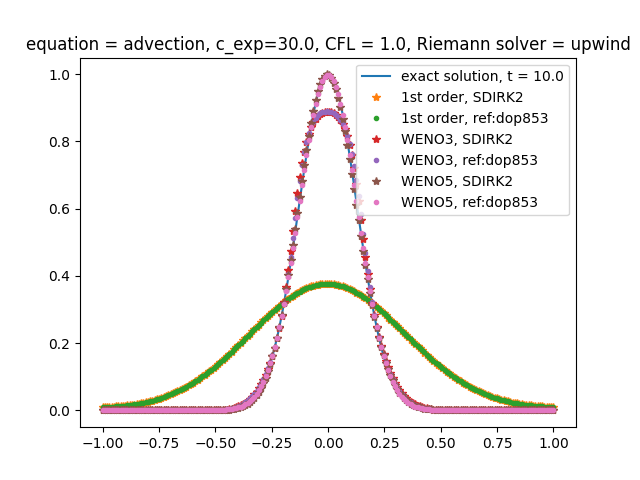 equation = advection, c_exp=30.0, CFL = 1.0, Riemann solver = upwind
exact solution, t = 10.0
1st order, SDIRK2
1st order, ref:dop853
WENO3, SDIRK2
WENO3, ref:dop853
WENO5, SDIRK2
WENO5, ref:dop853
1.0
0.8
0.6
0.4
0.2
0.0
−1.00 −0.75 −0.50 −0.25 0.00 0.25 0.50 0.75 1.00